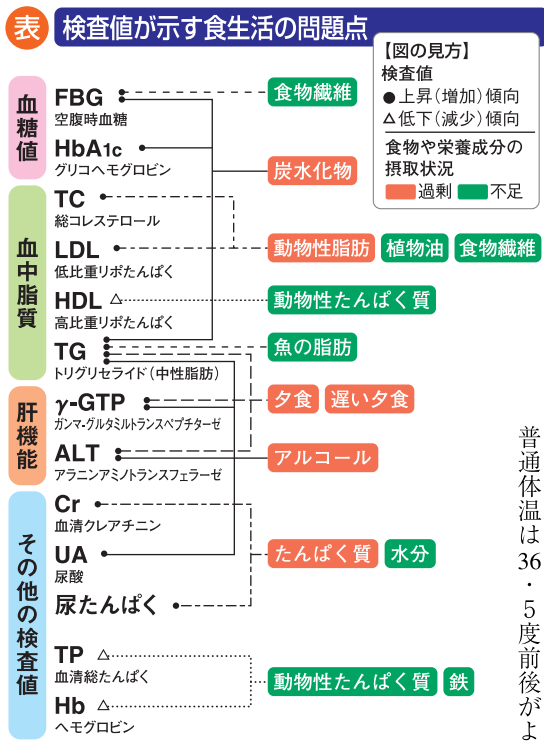 表 検査値が示す食生活の問題点
【図の見方】
検査値
●上昇(増加)傾向
△低下(減少)傾向
食物や栄養成分の
摂取状況
過剰 不足
血糖値
FBG
空腹時血糖
HbA1c
グリコヘモグロビン
血中脂質
TC
総コレステロール
LDL
低比重リポたんぱく
HDL △
高比重リポたんぱく
TG
トリグリセライド(中性脂肪)
肝機能
γ-GTP
ガンマ-グルタミルトランスペプチターゼ
ALT
アラニンアミノトランスフェラーゼ
その他の検査値
Cr
血清クレアチニン
UA
尿酸
尿たんぱく
TP △
血清総たんぱく
Hb △
ヘモグロビン
食物繊維
炭水化物
動物性脂肪 植物油 食物繊維
動物性たんぱく質
魚の脂肪
夕食 遅い夕食
アルコール
たんぱく質 水分
動物性たんぱく質 鉄
普通体温は36・5度前後がよ